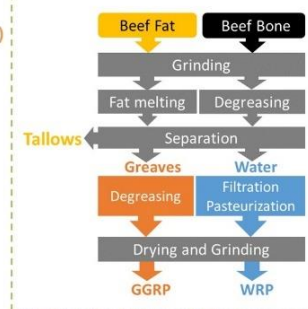 )
Beef Fat Beef Bone
Grinding
Fat melting Degreasing
Tallows Separation
Greaves Water
Degreasing Filtration
Pasteurization
Drying and Grinding
GGRP WRP